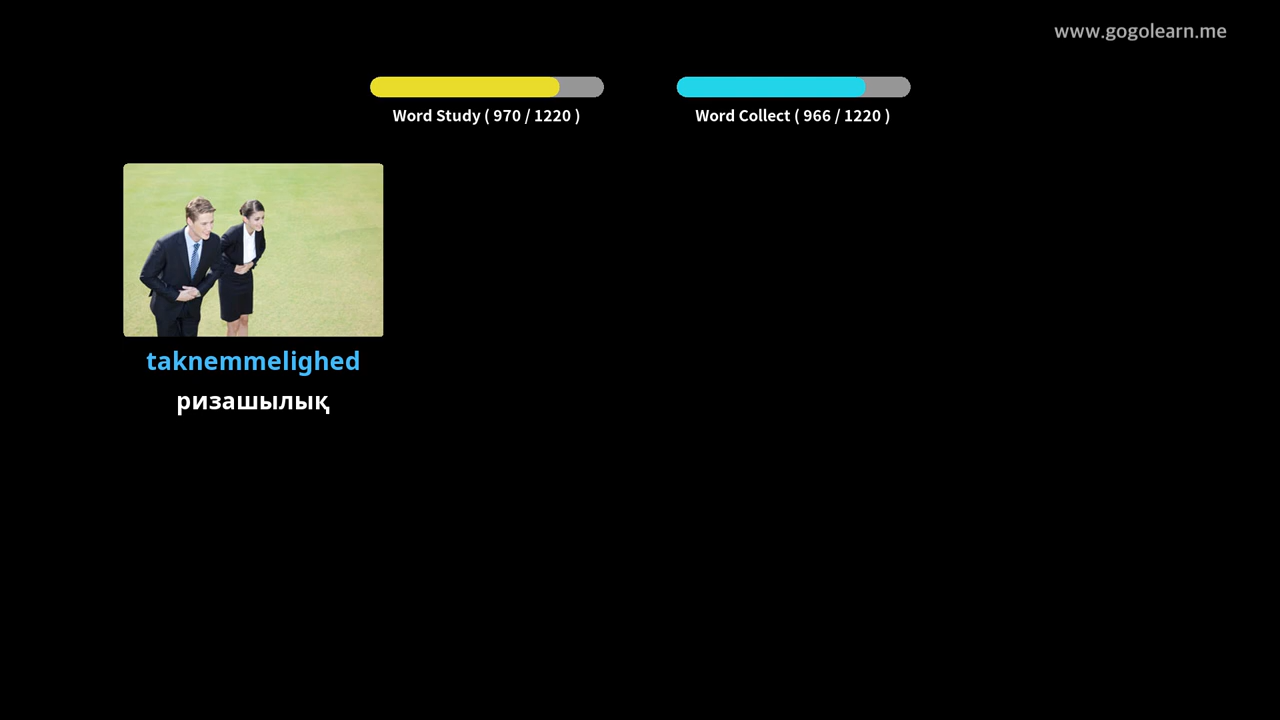 www.gogolearn.me
Word Study ( 970 / 1220 )
Word Collect ( 966 / 1220 )
taknemmelighed
ризашылық